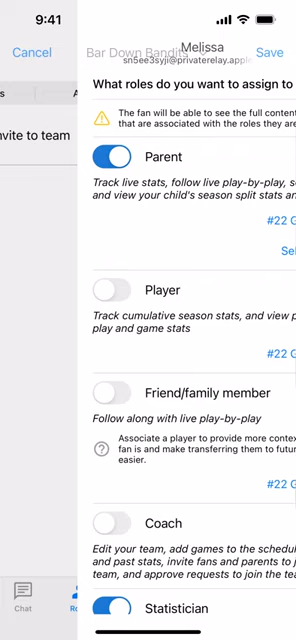 9:41
Cancel
Bar Down Bandits
Melissa
Save
sn5ee3syji@privaterelay.apple
What roles do you want to assign to
s
A
The fan will be able to see the full content
that are associated with the roles they are
nvite to team
Parent
Track live stats, follow live play-by-play, s
and view your child's season split stats an
#22 G
Sel
Player
Track cumulative season stats, and view p
play and game stats
#22 G
Friend/family member
Follow along with live play-by-play
Associate a player to provide more contex
fan is and make transferring them to futur
easier.
#22 G
Coach
Edit your team, add games to the schedul
and past stats, invite fans and parents to j
team, and approve requests to join the tea
Statistician
Chat
Ro